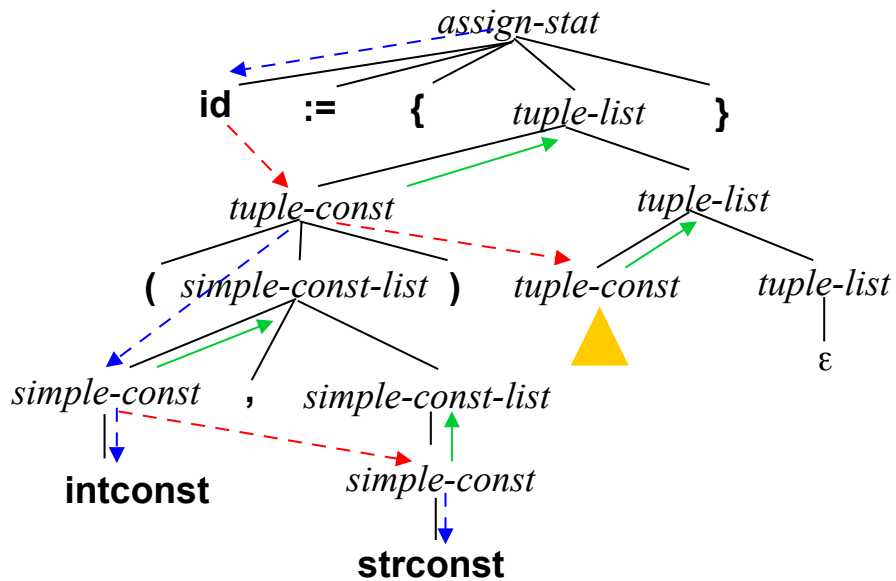 assign-stat
id := { tuple-list }
tuple-const tuple-list
( simple-const-list ) tuple-const tuple-list
simple-const , simple-const-list ε
intconst simple-const
strconst